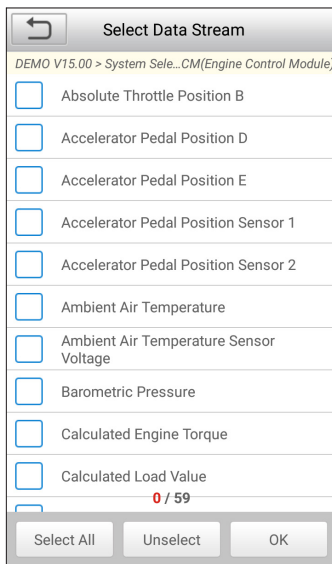 Select Data Stream
DEMO V15.00 > System Sele...CM(Engine Control Module)
Absolute Throttle Position B
Accelerator Pedal Position D
Accelerator Pedal Position E
Accelerator Pedal Position Sensor 1
Accelerator Pedal Position Sensor 2
Ambient Air Temperature
Ambient Air Temperature Sensor
Voltage
Barometric Pressure
Calculated Engine Torque
Calculated Load Value
0 / 59
Select All Unselect OK